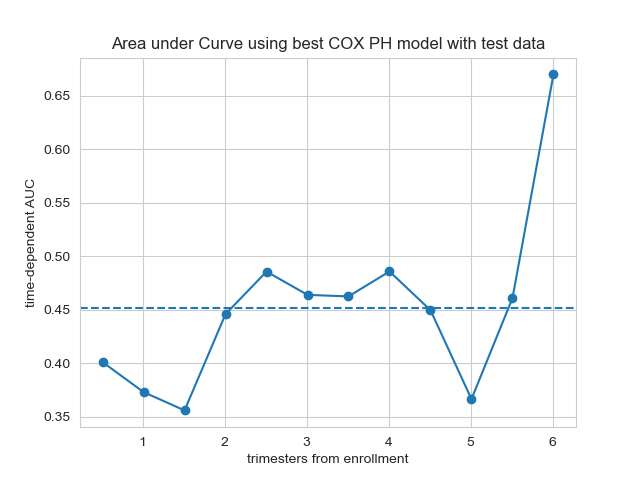 Area under Curve using best COX PH model with test data
time-dependent AUC
0.65
0.60
0.55
0.50
0.45
0.40
0.35
1 2 3 4 5 6
trimesters from enrollment